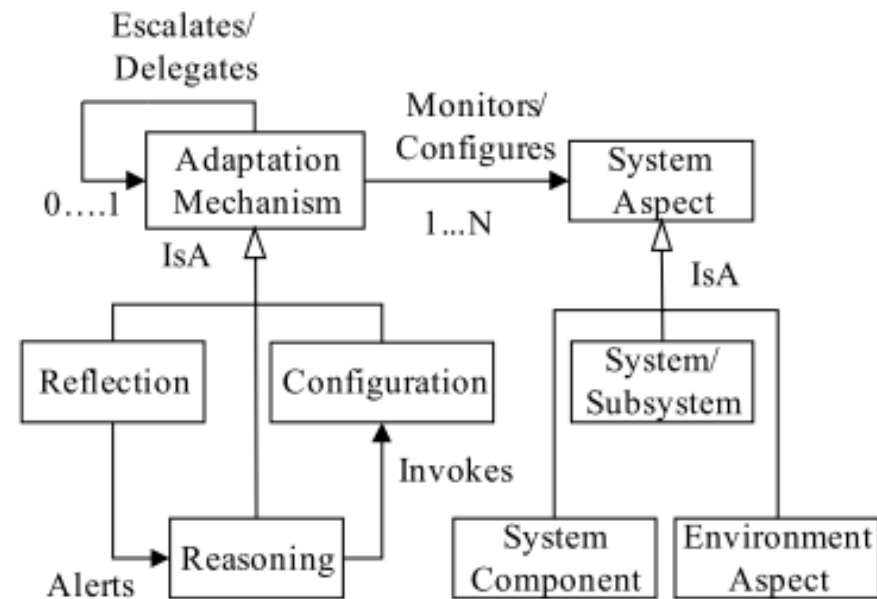 Escalates/
Delegates
Monitors/
Configures
Adaptation
Mechanism
System
Aspect
0....1
1...N
IsA
IsA
Reflection
Configuration
System/
Subsystem
Invokes
Reasoning
System
Component
Environment
Aspect
Alerts